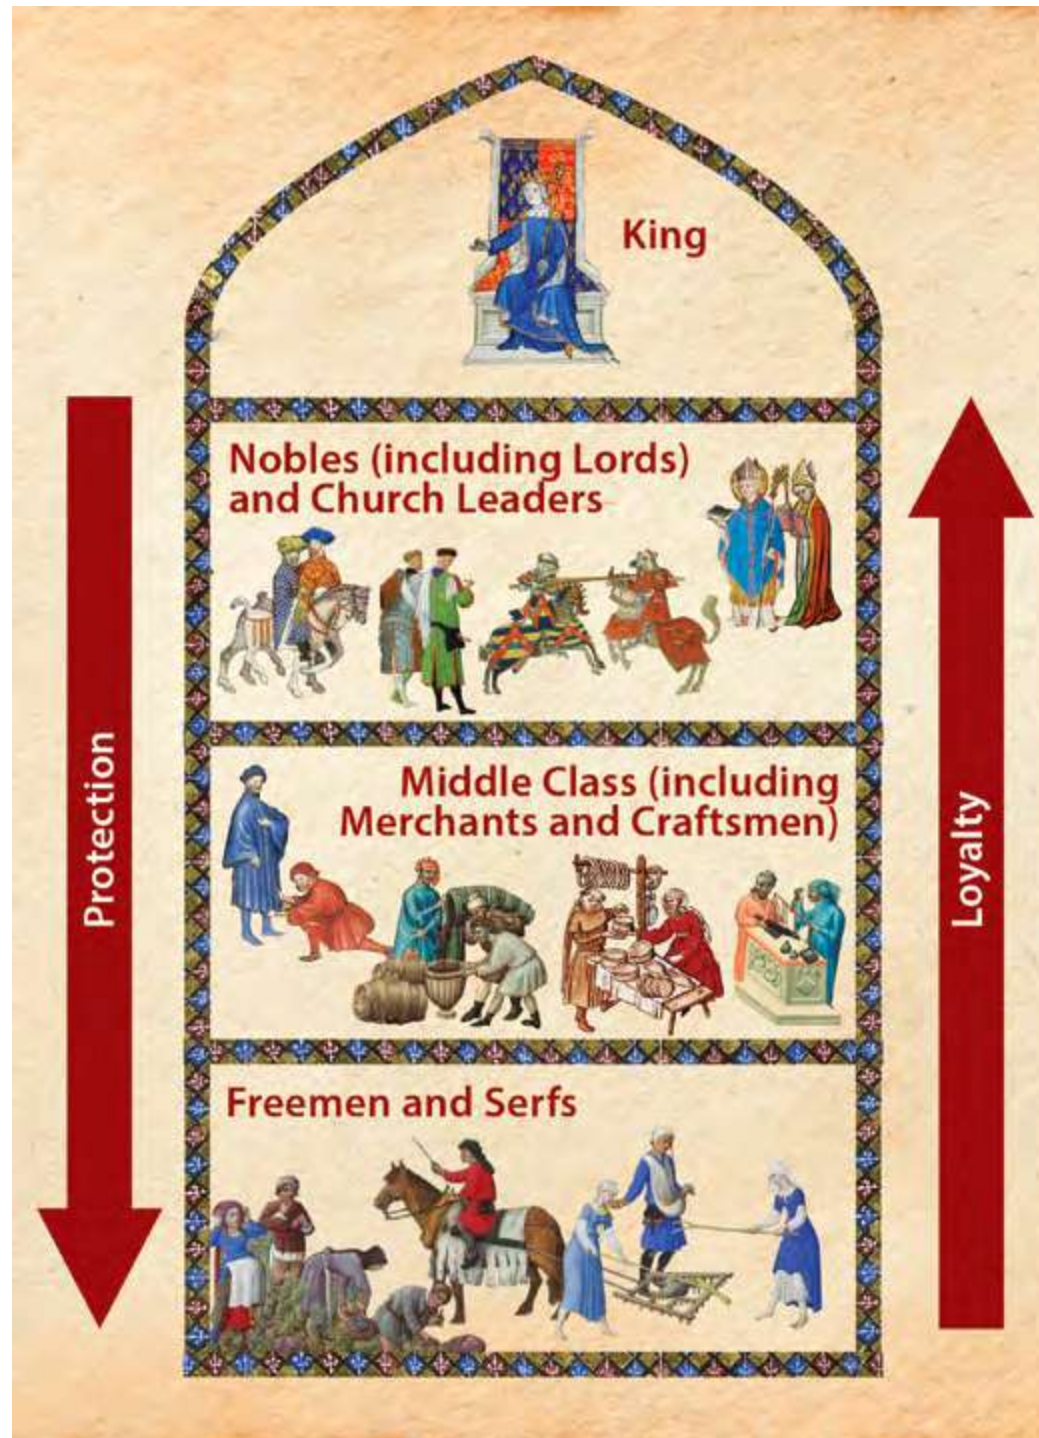 King
Nobles (including Lords)
and Church Leaders
Protection
Loyalty
Middle Class (including
Merchants and Craftsmen)
Freemen and Serfs